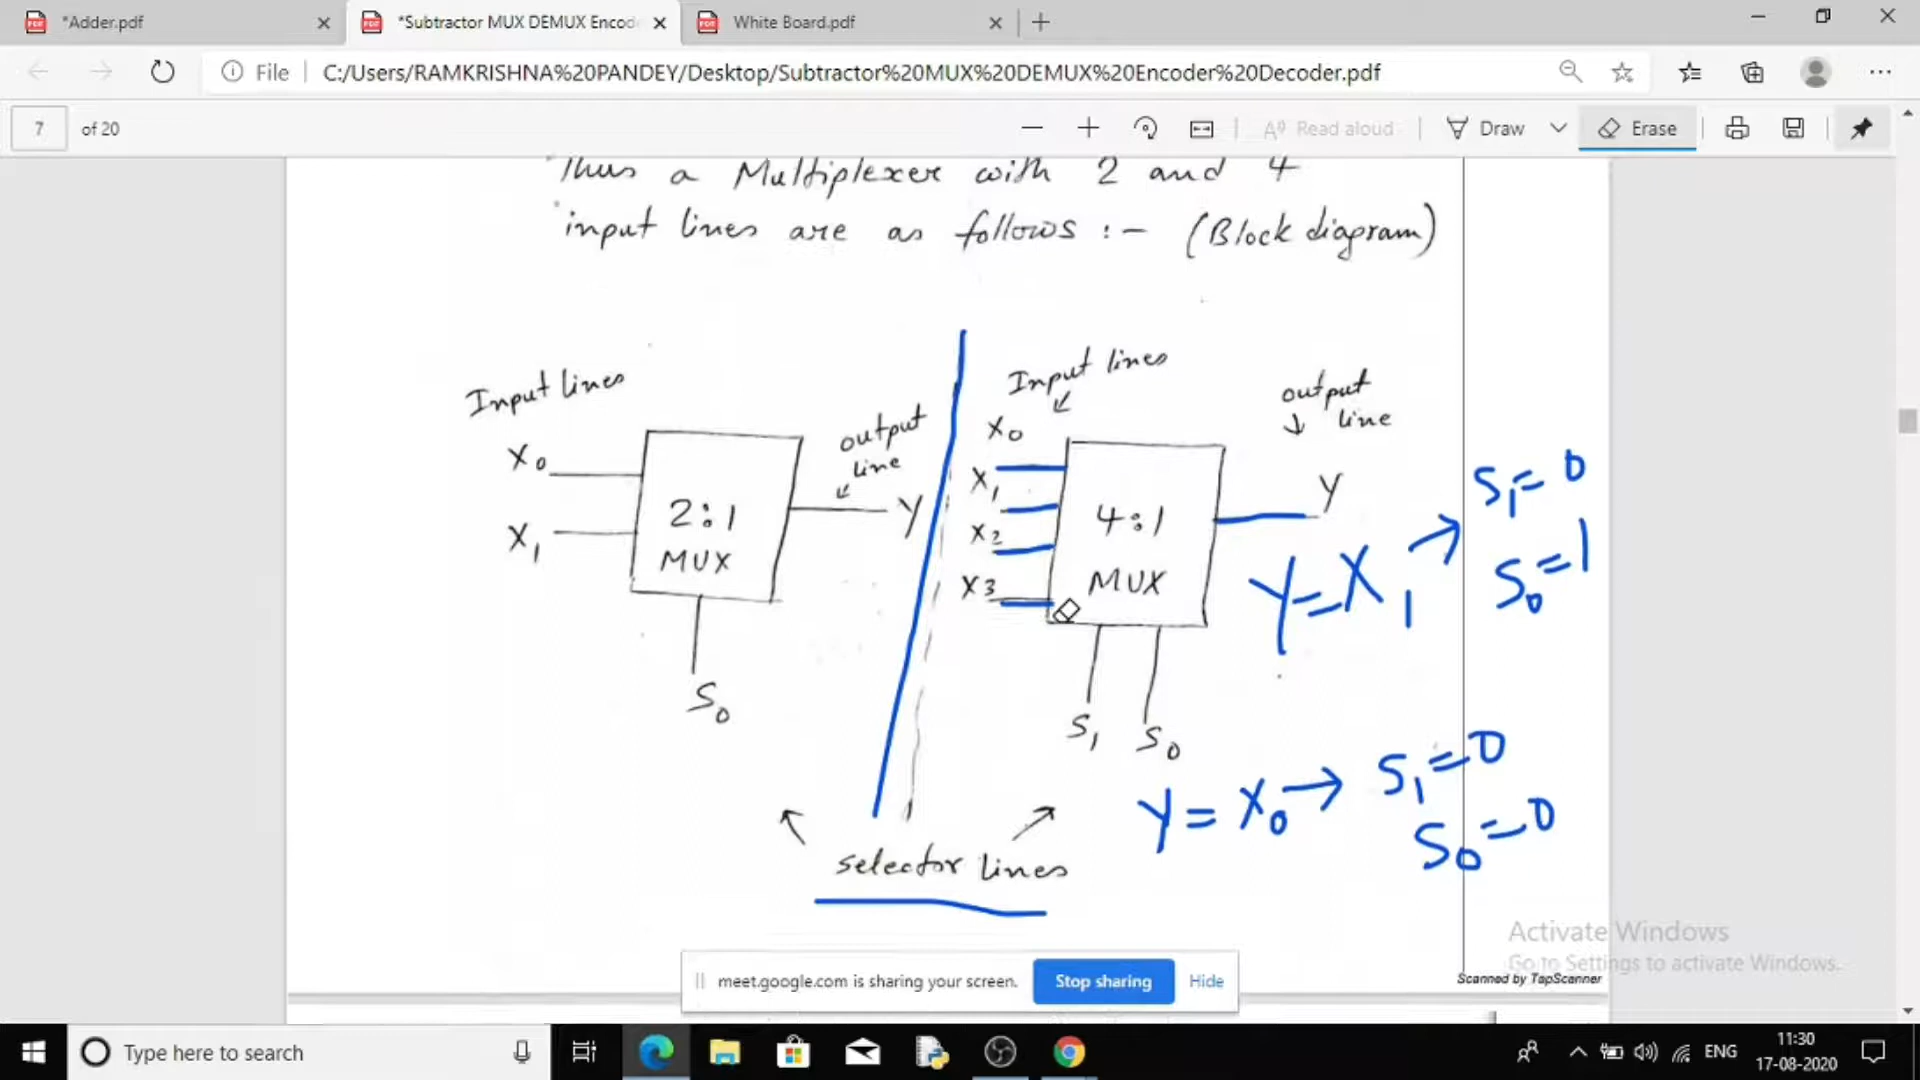 *Adder.pdf
*Subtractor MUX DEMUX Encod
White Board.pdf
File
C:/Users/RAMKRISHNA%20PANDEY/Desktop/Subtractor%20MUX%20DEMUX%20Encoder%20Decoder.pdf
7 of 20
Read aloud
Draw
Erase
Thus a Multiplexer with 2 and 4
input lines are as follows :- (Block diagram)
Input lines
X0
X1
2:1
MUX
output
line
Y
S0
Input lines
X0
X1
X2
X3
4:1
MUX
output
line
Y
S1 S0
Y=X1 →
S1=0
S0=1
Y = X0 →
S1=0
S0=0
selector lines
Activate Windows
Go to Settings to activate Windows.
Scanned by TapScanner
meet.google.com is sharing your screen.
Stop sharing
Hide
Type here to search
ENG
11:30
17-08-2020